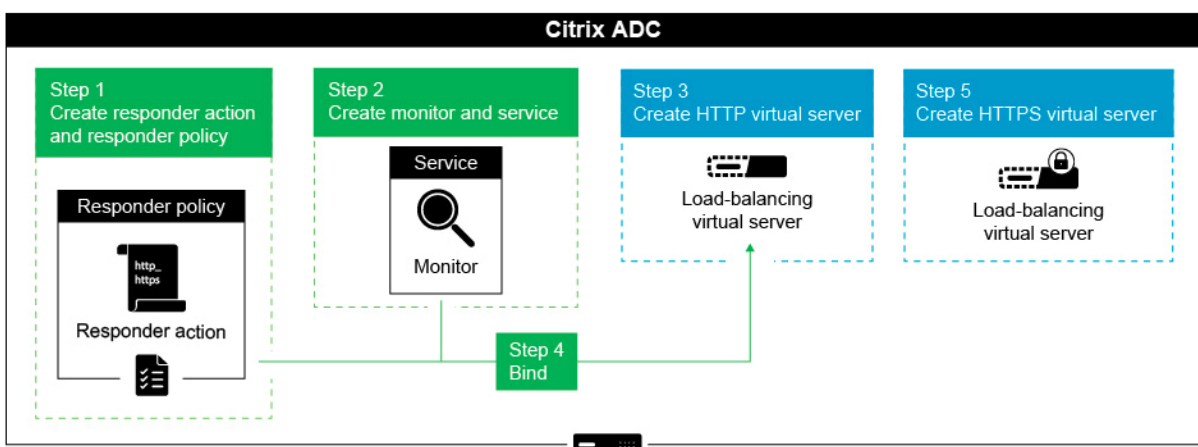 Citrix ADC
Step 1
Create responder action
and responder policy
Responder policy
http_
https
Responder action
Step 2
Create monitor and service
Service
Monitor
Step 3
Create HTTP virtual server
Load-balancing
virtual server
Step 4
Bind
Step 5
Create HTTPS virtual server
Load-balancing
virtual server